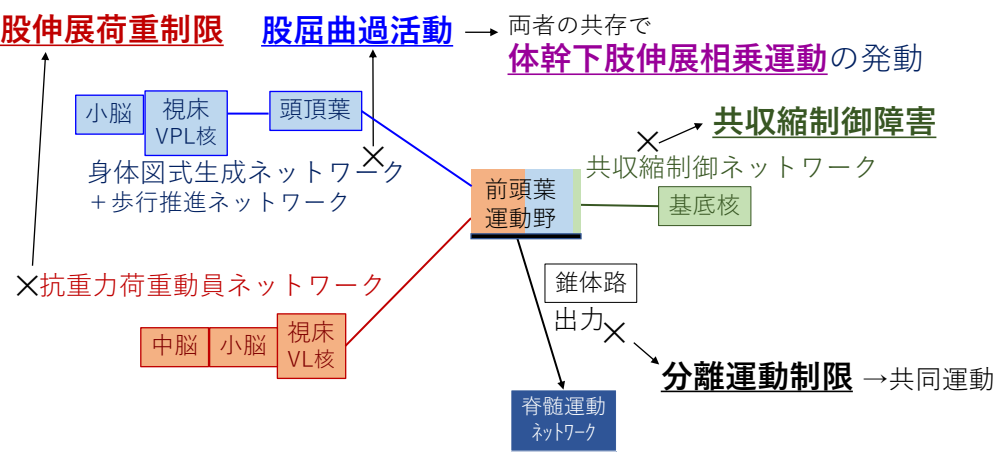 股伸展荷重制限
股屈曲過活動
両者の共存で
体幹下肢伸展相乗運動の発動
小脳
視床
VPL核
頭頂葉
共収縮制御障害
身体図式生成ネットワーク
＋歩行推進ネットワーク
共収縮制御ネットワーク
前頭葉
運動野
基底核
抗重力荷重動員ネットワーク
錐体路
出力
中脳
小脳
視床
VL核
分離運動制限
→共同運動
脊髄運動
ﾈｯﾄﾜｰｸ